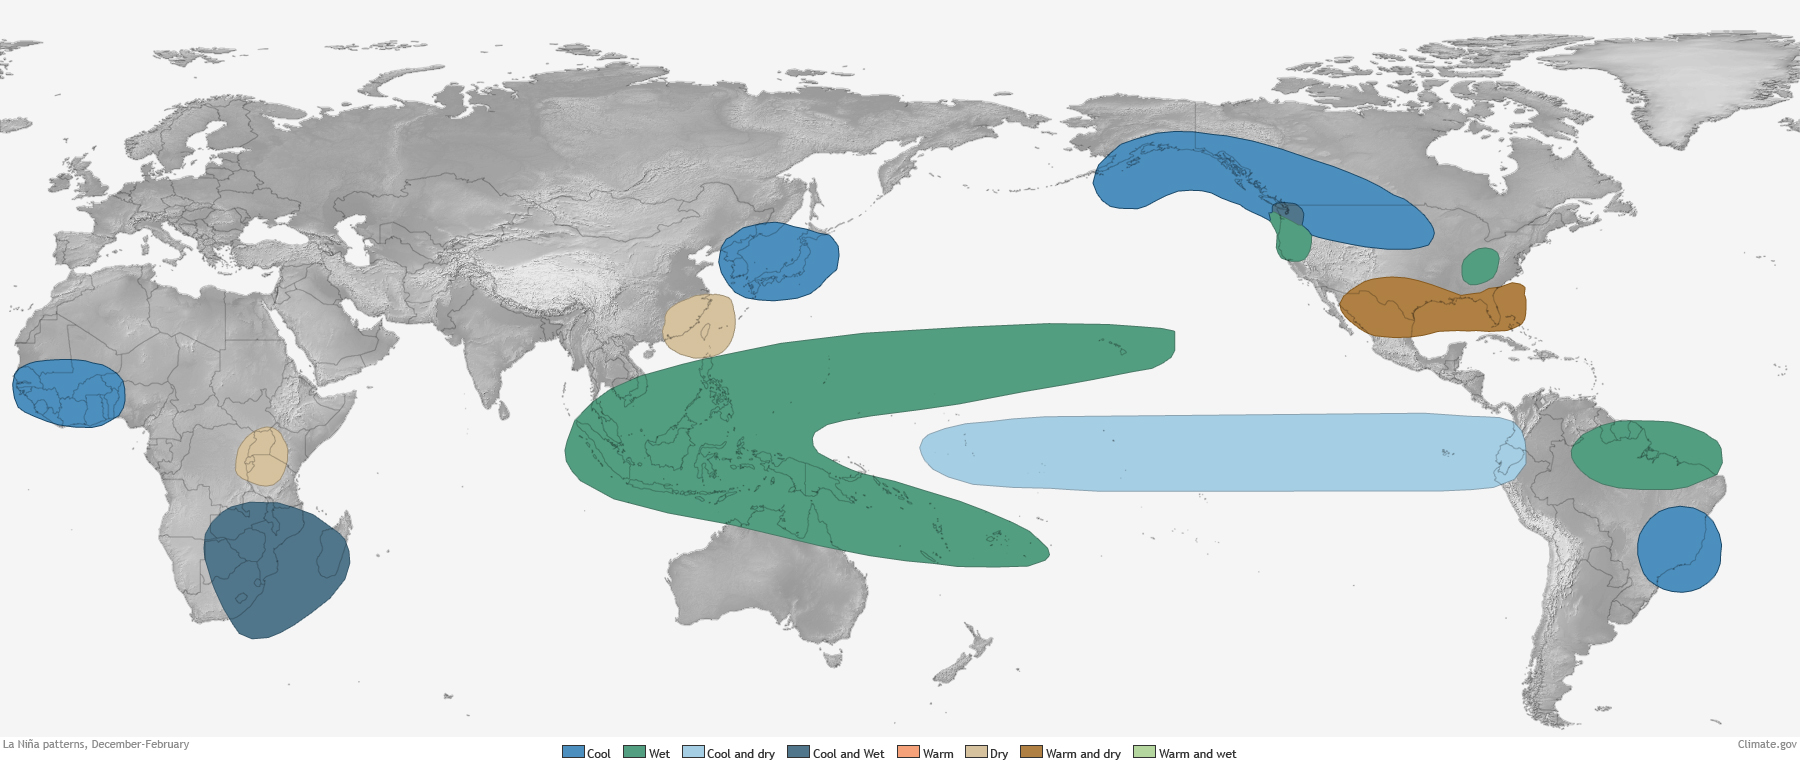 La Niña patterns, December-February
Climate.gov
Cool Wet Cool and dry Cool and Wet Warm Dry Warm and dry Warm and wet